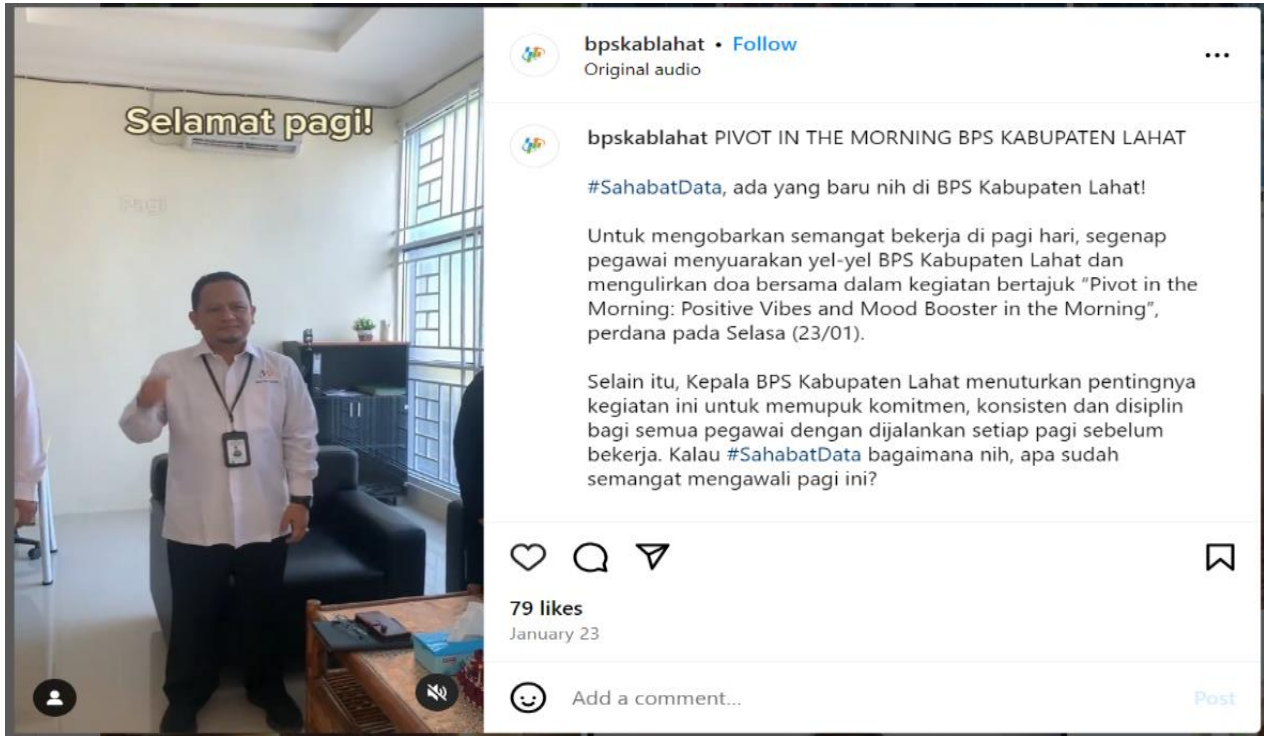 Selamat pagi!
Pagi
bpskablahat • Follow
Original audio
bpskablahat PIVOT IN THE MORNING BPS KABUPATEN LAHAT
#SahabatData, ada yang baru nih di BPS Kabupaten Lahat!
Untuk mengobarkan semangat bekerja di pagi hari, segenap
pegawai menyuarakan yel-yel BPS Kabupaten Lahat dan
mengulirkan doa bersama dalam kegiatan bertajuk “Pivot in the
Morning: Positive Vibes and Mood Booster in the Morning”,
perdana pada Selasa (23/01).
Selain itu, Kepala BPS Kabupaten Lahat menuturkan pentingnya
kegiatan ini untuk memupuk komitmen, konsisten dan disiplin
bagi semua pegawai dengan dijalankan setiap pagi sebelum
bekerja. Kalau #SahabatData bagaimana nih, apa sudah
semangat mengawali pagi ini?
79 likes
January 23
Add a comment...
Post